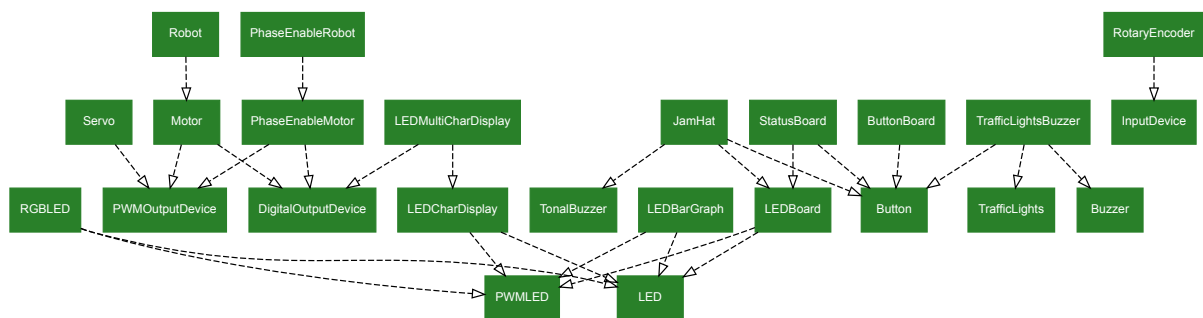 Robot
PhaseEnableRobot
RotaryEncoder
Servo
Motor
PhaseEnableMotor
LEDMultiCharDisplay
JamHat
StatusBoard
ButtonBoard
TrafficLightsBuzzer
InputDevice
RGBLED
PWMOutputDevice
DigitalOutputDevice
LEDCharDisplay
TonalBuzzer
LEDBarGraph
LEDBoard
Button
TrafficLights
Buzzer
PWMLED
LED